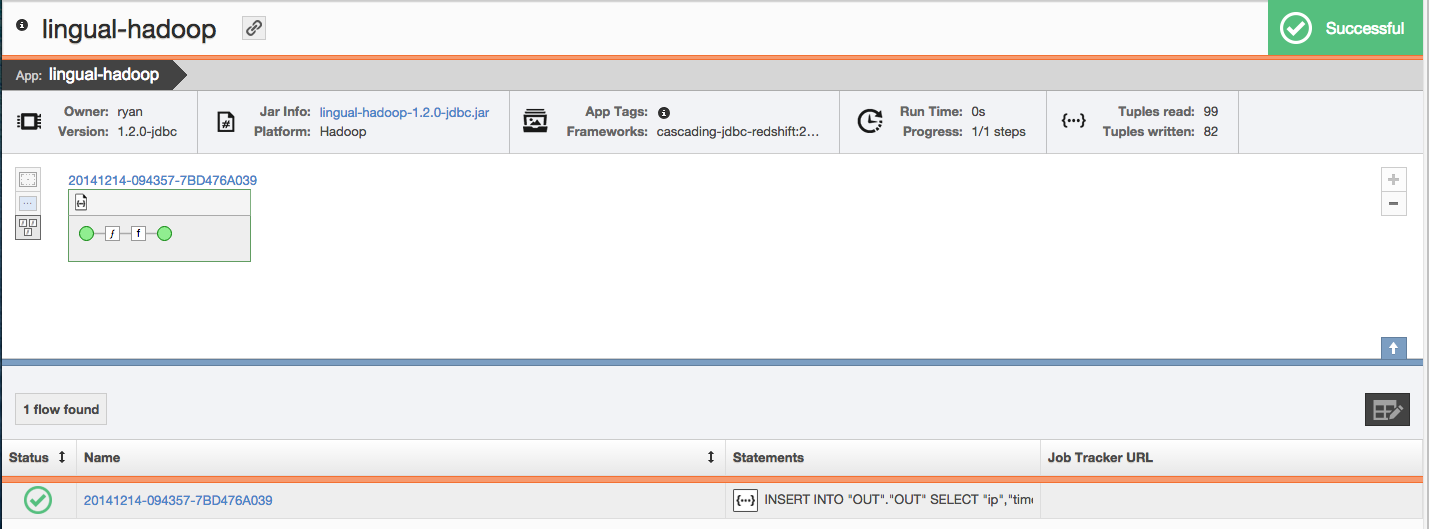 lingual-hadoop
Successful
App: lingual-hadoop
Owner: ryan
Version: 1.2.0-jdbc
Jar Info: lingual-hadoop-1.2.0-jdbc.jar
Platform: Hadoop
App Tags:
Frameworks: cascading-jdbc-redshift:2...
Run Time: 0s
Progress: 1/1 steps
Tuples read: 99
Tuples written: 82
20141214-094357-7BD476A039
f f
1 flow found
Status Name Statements Job Tracker URL
20141214-094357-7BD476A039 {...} INSERT INTO "OUT"."OUT" SELECT "ip","time